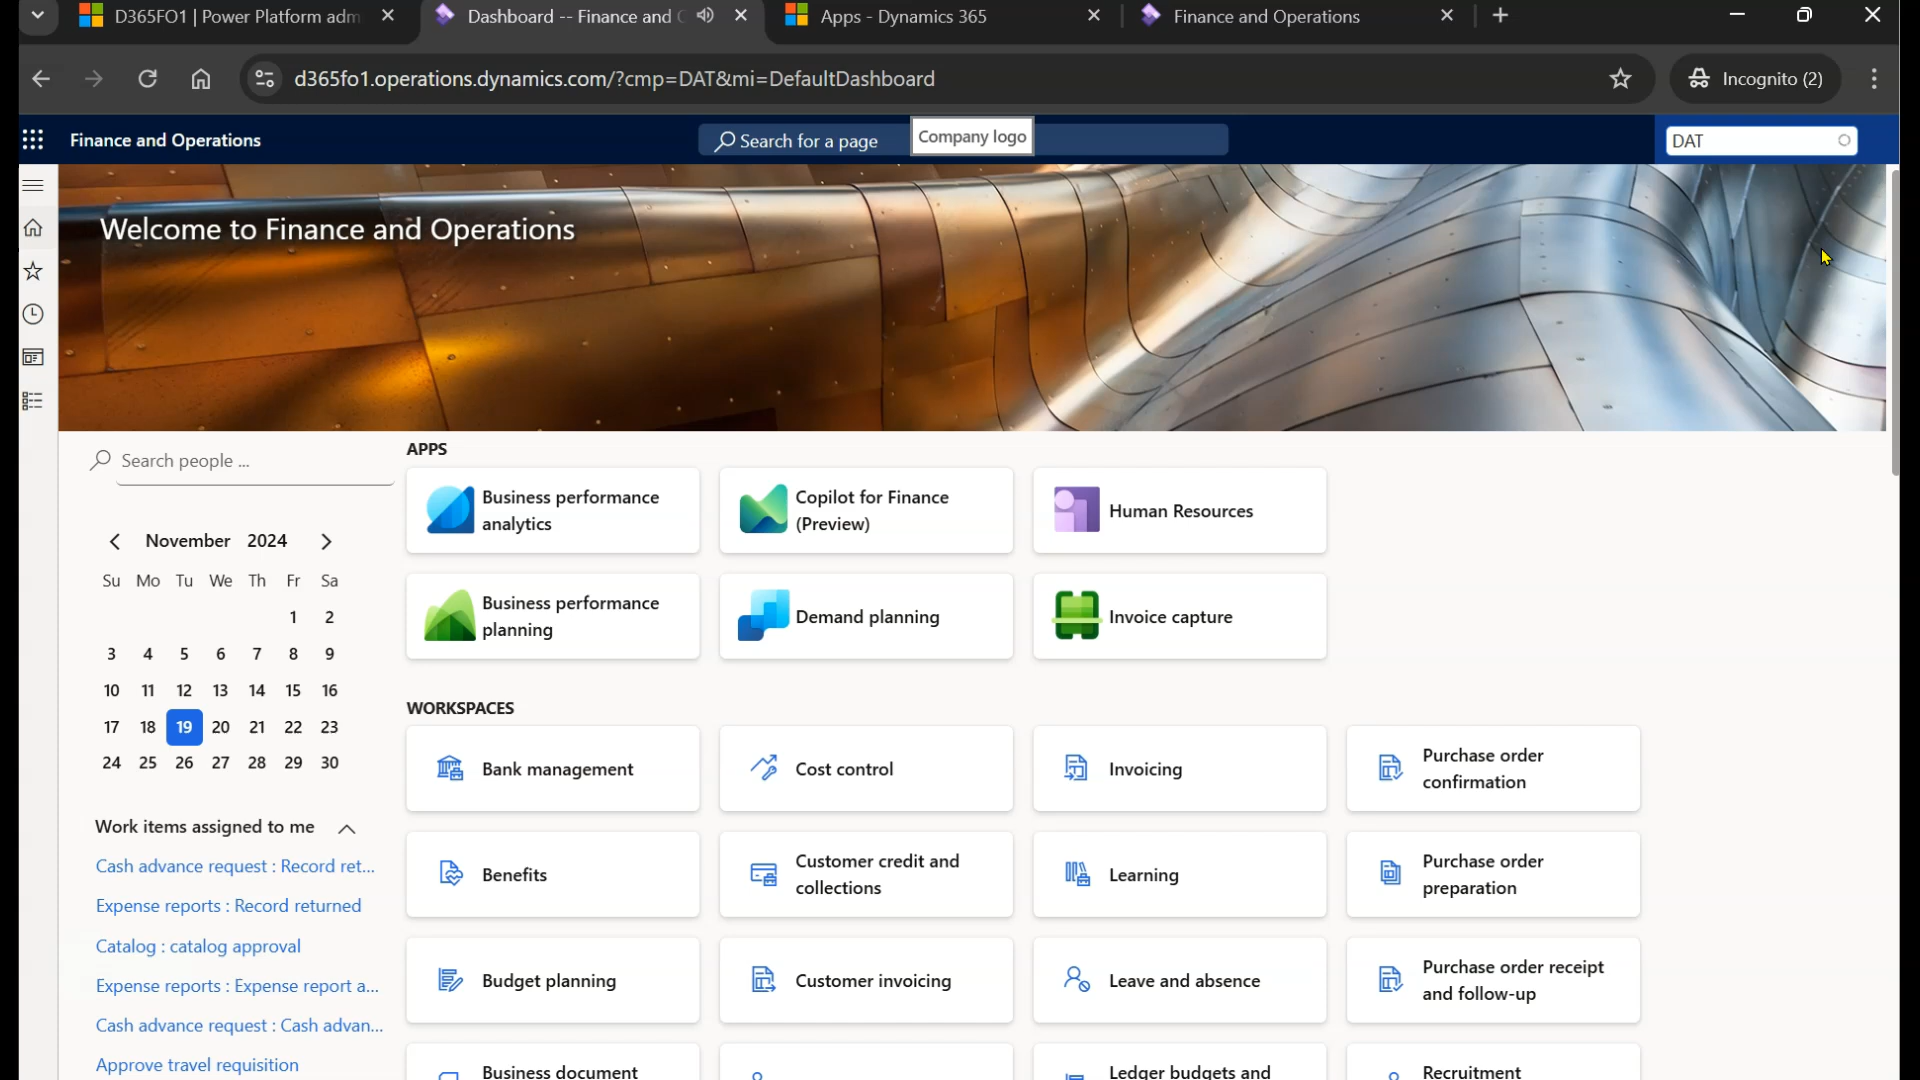 D365FO1 | Power Platform adm
Dashboard -- Finance and
Apps - Dynamics 365
Finance and Operations
d365fo1.operations.dynamics.com/?cmp=DAT&mi=DefaultDashboard
Incognito (2)
Finance and Operations
Search for a page
Company logo
DAT
Welcome to Finance and Operations
Search people ...
November 2024
Su Mo Tu We Th Fr Sa
1 2
3 4 5 6 7 8 9
10 11 12 13 14 15 16
17 18 19 20 21 22 23
24 25 26 27 28 29 30
Work items assigned to me
Cash advance request : Record ret...
Expense reports : Record returned
Catalog : catalog approval
Expense reports : Expense report a...
Cash advance request : Cash advan...
Approve travel requisition
APPS
Business performance
analytics
Copilot for Finance
(Preview)
Human Resources
Business performance
planning
Demand planning
Invoice capture
WORKSPACES
Bank management
Cost control
Invoicing
Purchase order
confirmation
Benefits
Customer credit and
collections
Learning
Purchase order
preparation
Budget planning
Customer invoicing
Leave and absence
Purchase order receipt
and follow-up
Business document
Ledger budgets and
Recruitment